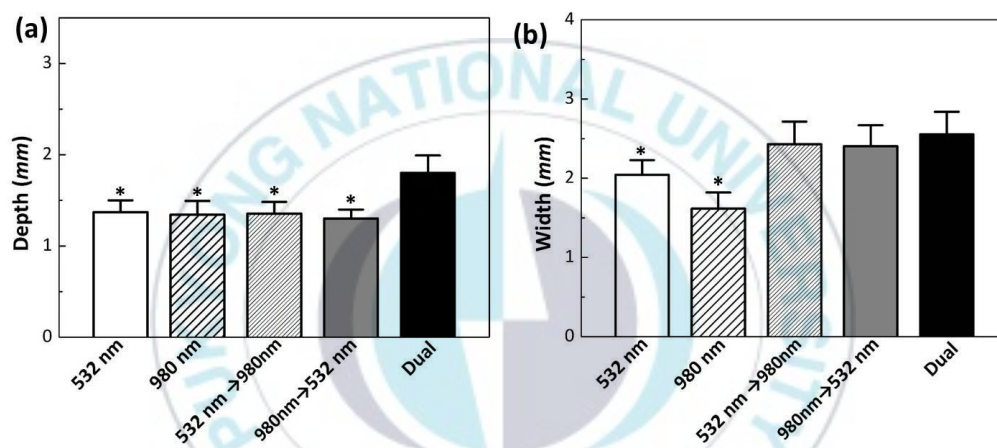 (a)
Depth (mm)
3
2
1
0
*
*
*
*
532 nm
980 nm
532 nm →980nm
980nm→532 nm
Dual
(b)
Width (mm)
4
3
2
1
0
*
*
532 nm
980 nm
532 nm →980nm
980nm→532 nm
Dual
NATIONAL UNIVERSITY